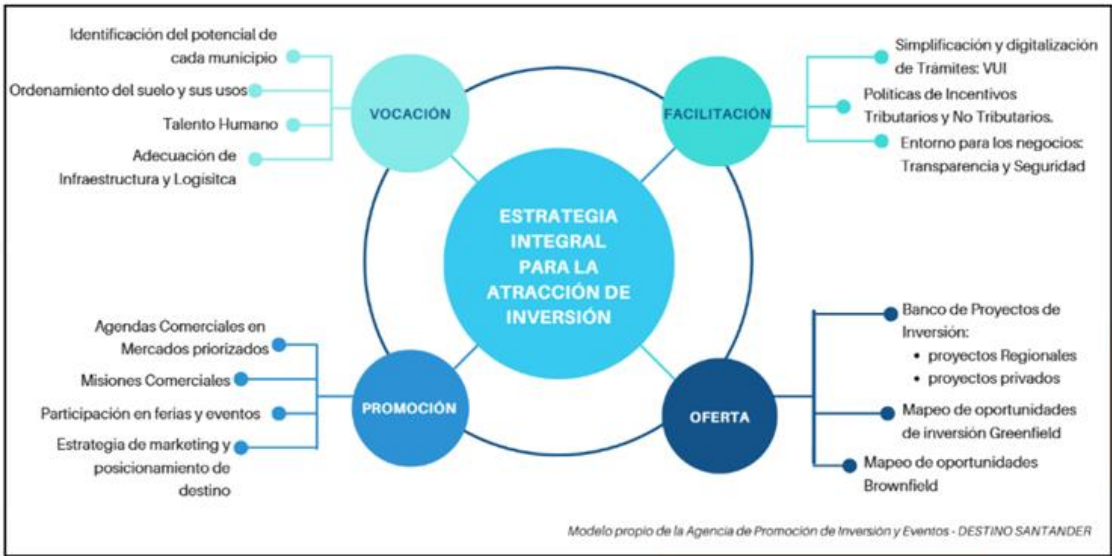 Identificación del potencial de
cada municipio
Ordenamiento del suelo y sus usos
Talento Humano
Adecuación de
Infraestructura y Logísitca
VOCACIÓN
FACILITACIÓN
Simplificación y digitalización
de Trámites: VUI
Políticas de Incentivos
Tributarios y No Tributarios.
Entorno para los negocios:
Transparencia y Seguridad
ESTRATEGIA
INTEGRAL
PARA LA
ATRACCIÓN DE
INVERSIÓN
Agendas Comerciales en
Mercados priorizados
Misiones Comerciales
Participación en ferias y eventos
Estrategia de marketing y
posicionamiento de
destino
PROMOCIÓN
OFERTA
Banco de Proyectos de
Inversión:
• proyectos Regionales
• proyectos privados
Mapeo de oportunidades
de inversión Greenfield
Mapeo de oportunidades
Brownfield
Modelo propio de la Agencia de Promoción de Inversión y Eventos - DESTINO SANTANDER